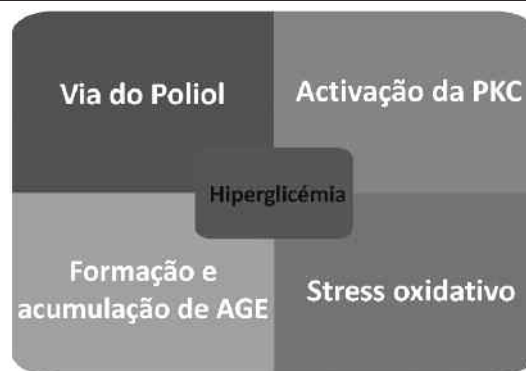 Via do Poliol
Activação da PKC
Hiperglicémia
Formação e
acumulação de AGE
Stress oxidativo